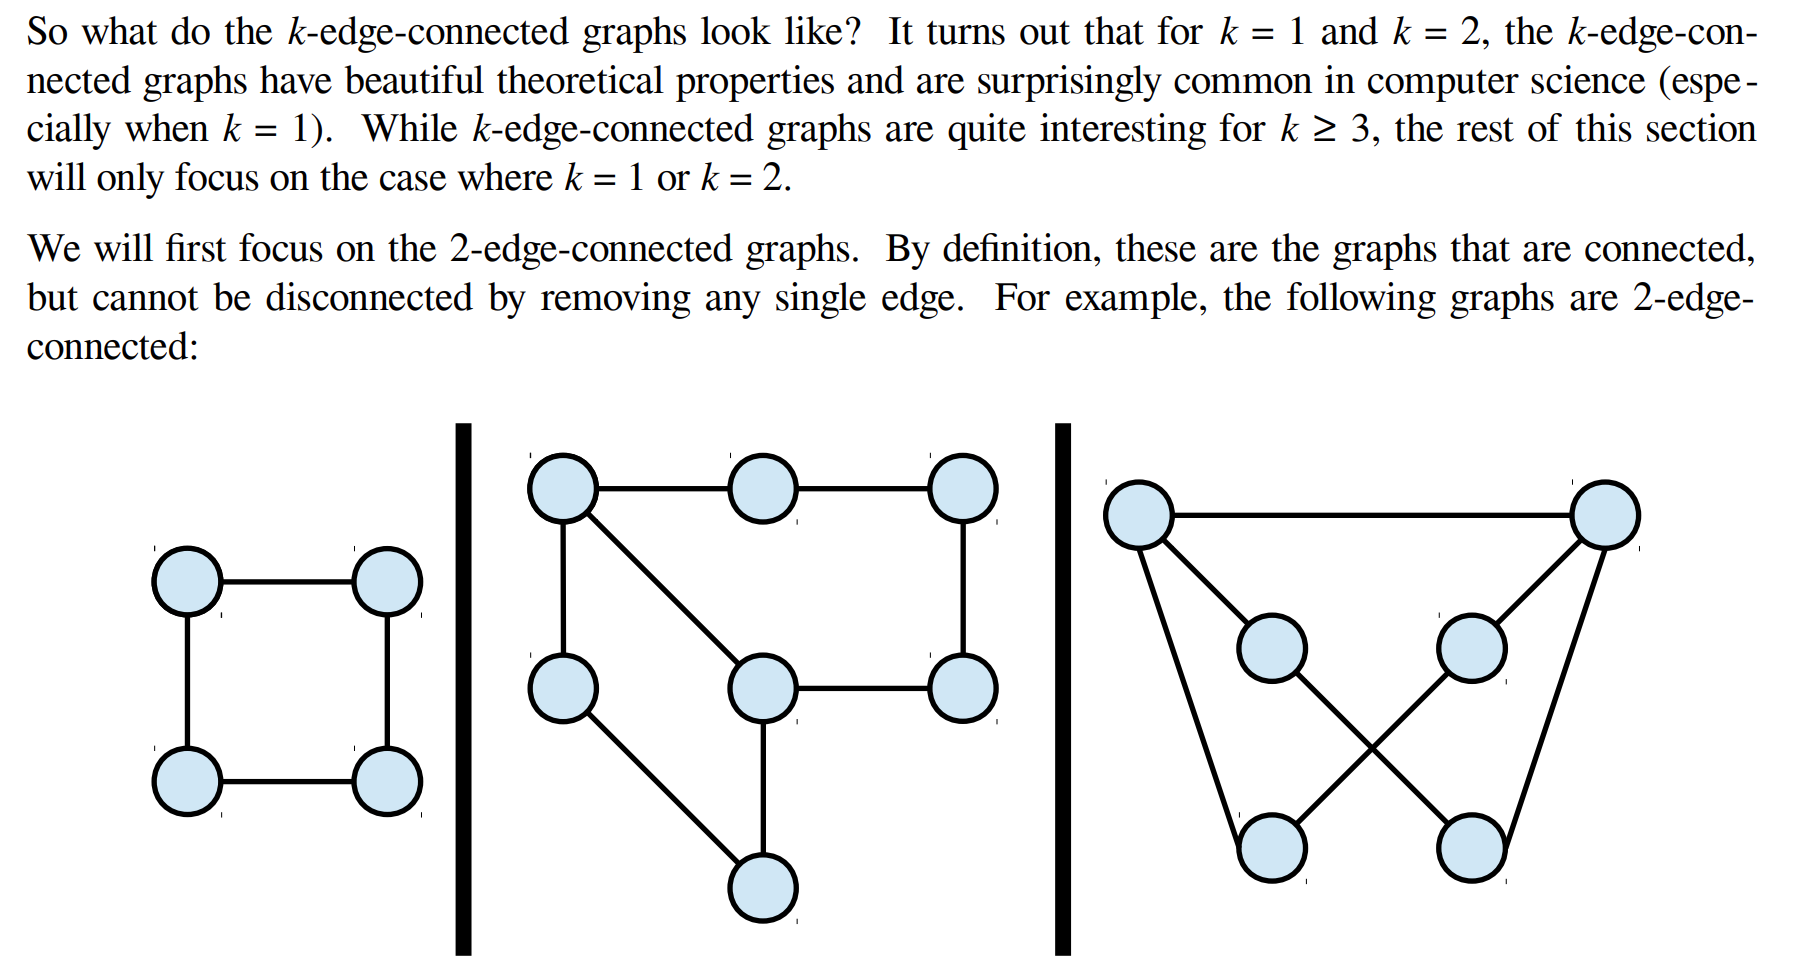 So what do the k-edge-connected graphs look like? It turns out that for k = 1 and k = 2, the k-edge-con-
nected graphs have beautiful theoretical properties and are surprisingly common in computer science (espe-
cially when k = 1). While k-edge-connected graphs are quite interesting for k ≥ 3, the rest of this section
will only focus on the case where k = 1 or k = 2.
We will first focus on the 2-edge-connected graphs. By definition, these are the graphs that are connected,
but cannot be disconnected by removing any single edge. For example, the following graphs are 2-edge-
connected: